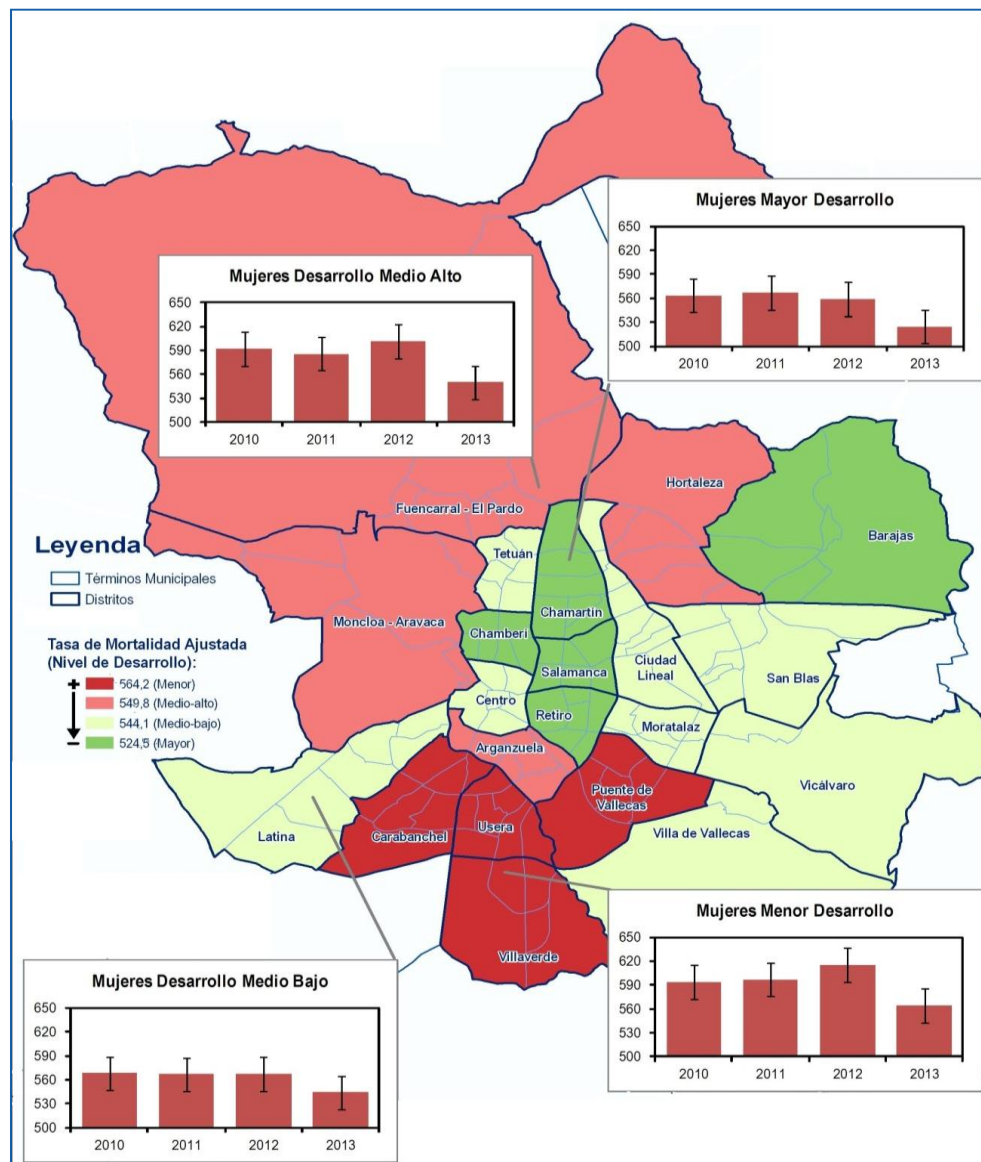 Mujeres Mayor Desarrollo
650
620
590
560
530
500
2010 2011 2012 2013
Mujeres Desarrollo Medio Alto
650
620
590
560
530
500
2010 2011 2012 2013
Hortaleza
Fuencarral - El Pardo
Barajas
Leyenda
Términos Municipales
Distritos
Tetuán
Chamartín
Moncloa - Aravaca
Chamberí
Tasa de Mortalidad Ajustada
(Nivel de Desarrollo):
+ 564,2 (Menor)
549,8 (Medio-alto)
544,1 (Medio-bajo)
- 524,5 (Mayor)
Ciudad
Lineal
Salamanca
San Blas
Centro
Retiro
Moratalaz
Arganzuela
Vicálvaro
Puente de
Vallecas
Usera
Villa de Vallecas
Latina
Carabanchel
Villaverde
Mujeres Menor Desarrollo
650
620
590
560
530
500
2010 2011 2012 2013
Mujeres Desarrollo Medio Bajo
650
620
590
560
530
500
2010 2011 2012 2013